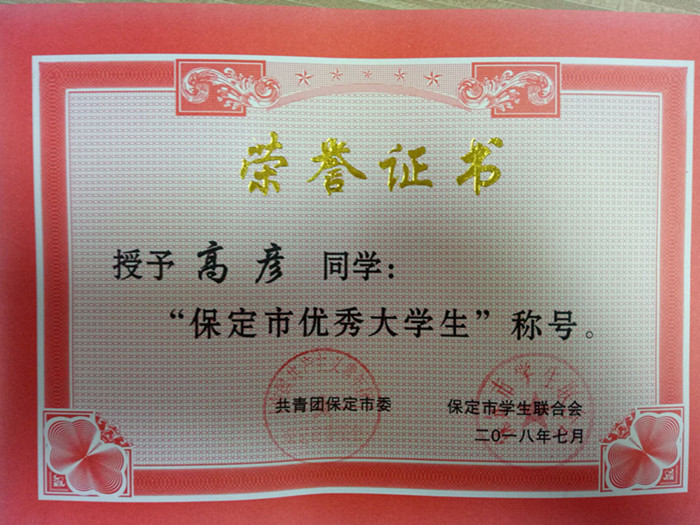 荣誉证书
授予 高彦 同学：
“保定市优秀大学生”称号。
共青团保定市委
保定市学生联合会
二〇一八年七月